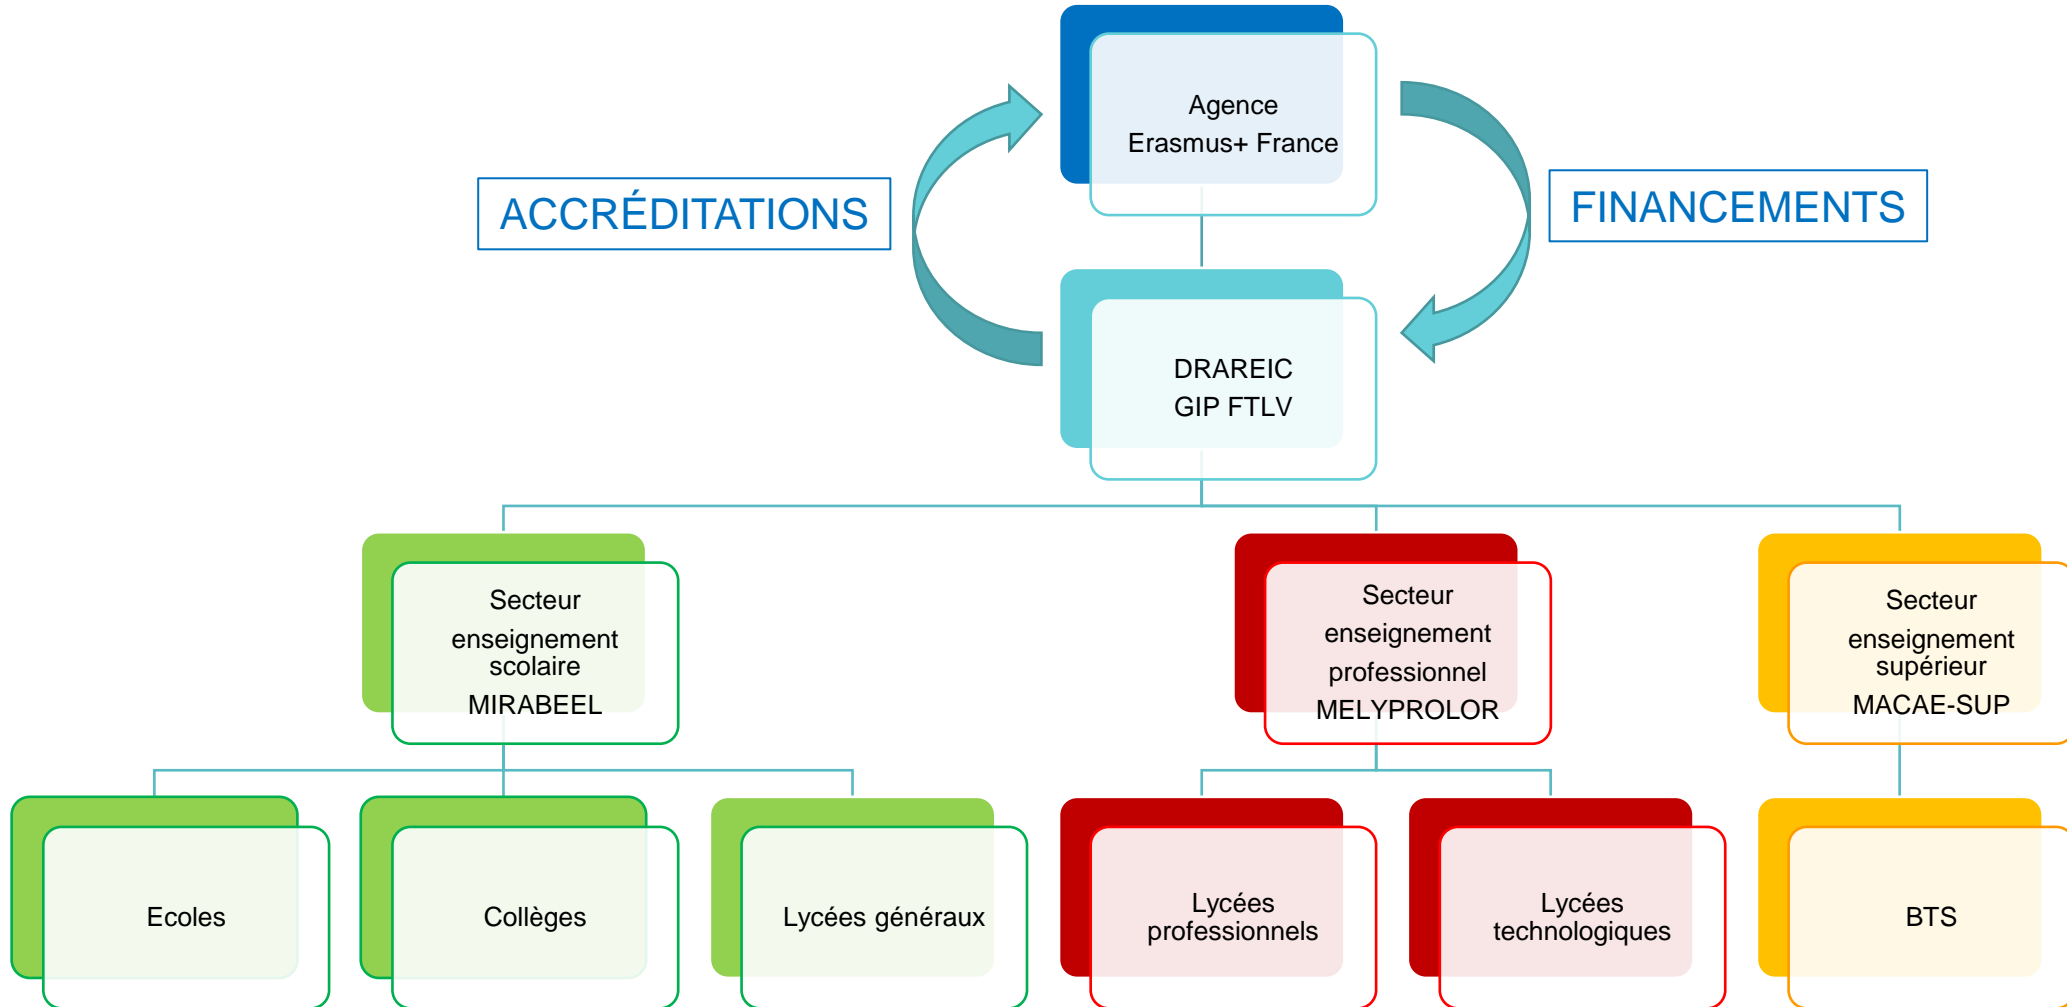 Agence
Erasmus+ France
ACCRÉDITATIONS
FINANCEMENTS
DRAREIC
GIP FTLV
Secteur
enseignement
scolaire
MIRABEEL
Secteur
enseignement
professionnel
MELYPROLOR
Secteur
enseignement
supérieur
MACAE-SUP
Ecoles
Collèges
Lycées généraux
Lycées
professionnels
Lycées
technologiques
BTS